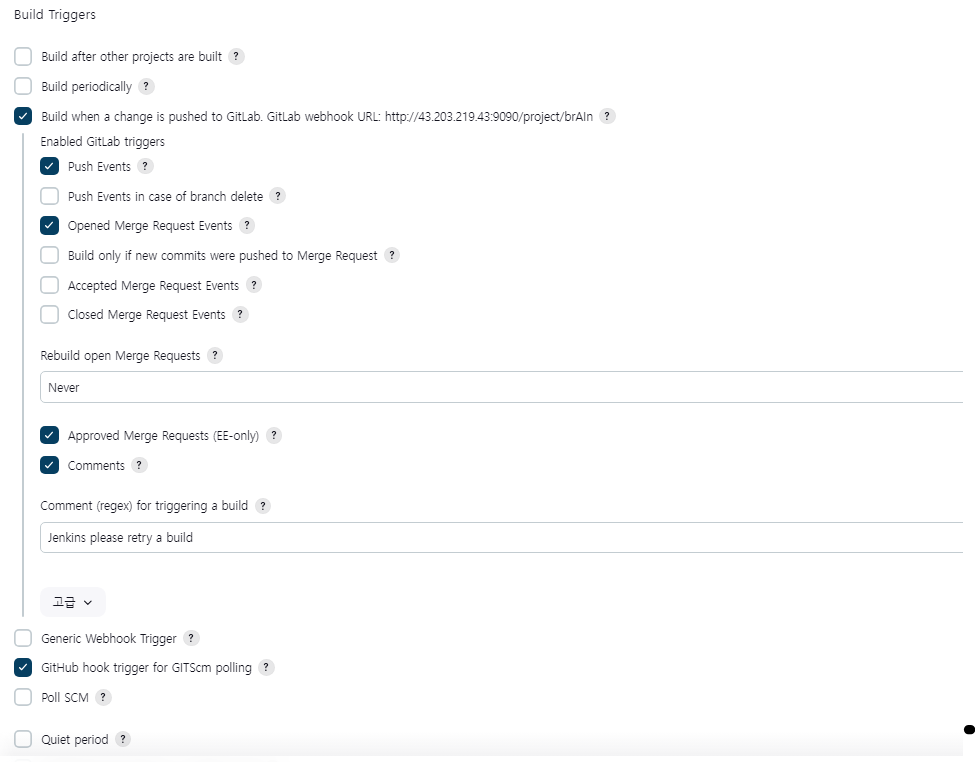 Build Triggers
Build after other projects are built ?
Build periodically ?
Build when a change is pushed to GitLab. GitLab webhook URL: http://43.203.219.43:9090/project/brAIn ?
Enabled GitLab triggers
Push Events ?
Push Events in case of branch delete ?
Opened Merge Request Events ?
Build only if new commits were pushed to Merge Request ?
Accepted Merge Request Events ?
Closed Merge Request Events ?
Rebuild open Merge Requests ?
Never
Approved Merge Requests (EE-only) ?
Comments ?
Comment (regex) for triggering a build ?
Jenkins please retry a build
고급
Generic Webhook Trigger ?
GitHub hook trigger for GITScm polling ?
Poll SCM ?
Quiet period ?